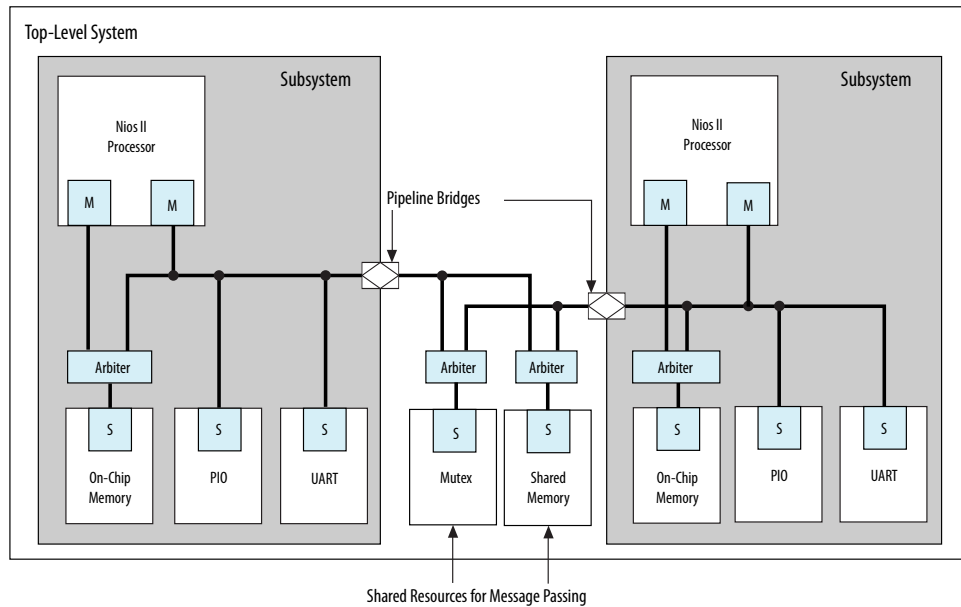 Top-Level System
Subsystem
Subsystem
Nios II
Processor
Nios II
Processor
M
M
Pipeline Bridges
M
M
Arbiter
Arbiter
Arbiter
Arbiter
S
S
S
S
S
S
S
S
On-Chip
Memory
PIO
UART
Mutex
Shared
Memory
On-Chip
Memory
PIO
UART
Shared Resources for Message Passing